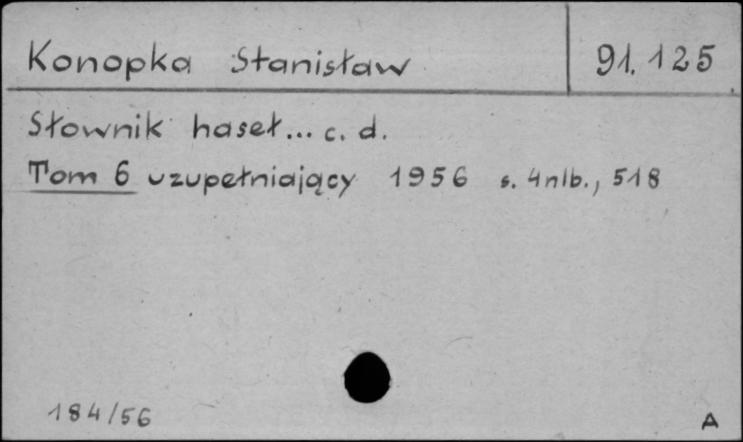 Konopka Stanisław 91.125
Słownik haseł... c. d.
Tom 6 uzupełniający 1956 s. 4nlb., 518
184/56 A